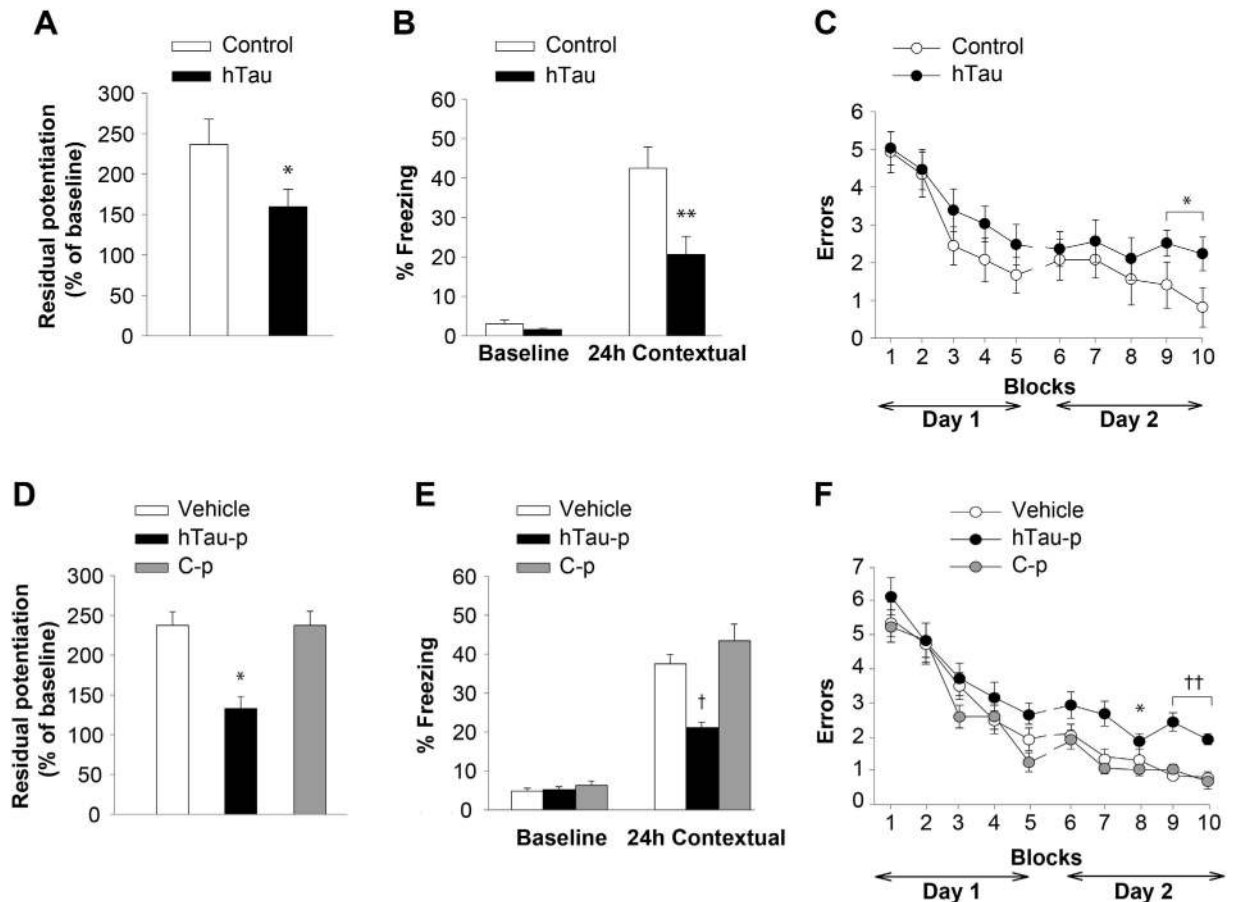 A
Control
hTau
Residual potentiation
(% of baseline)
300
250
200
150
100
50
0
*
B
Control
hTau
% Freezing
60
50
40
30
20
10
0
**
Baseline
24h Contextual
C
Control
hTau
Errors
6
5
4
3
2
1
0
*
1 2 3 4 5 6 7 8 9 10
Blocks
Day 1
Day 2
D
Vehicle
hTau-p
C-p
Residual potentiation
(% of baseline)
300
250
200
150
100
50
0
*
E
Vehicle
hTau-p
C-p
% Freezing
60
50
40
30
20
10
0
†
Baseline
24h Contextual
F
Vehicle
hTau-p
C-p
Errors
7
6
5
4
3
2
1
0
*
††
1 2 3 4 5 6 7 8 9 10
Blocks
Day 1
Day 2